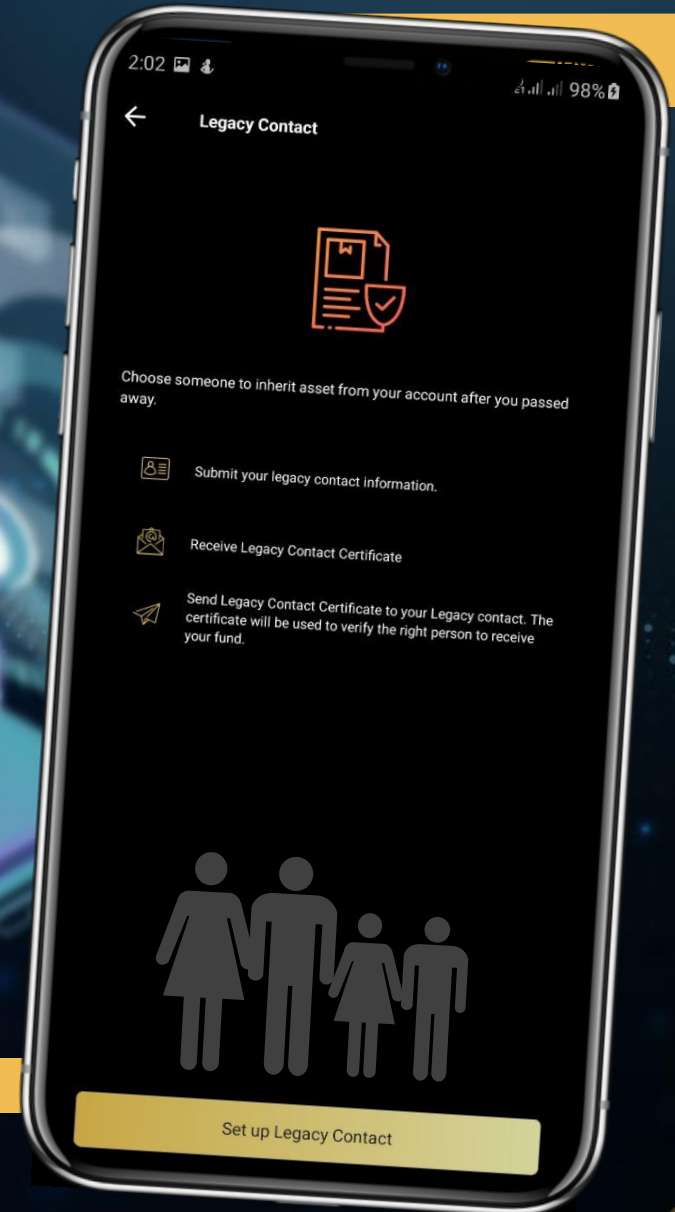 2:02
98%
Legacy Contact
Choose someone to inherit asset from your account after you passed
away.
Submit your legacy contact information.
Receive Legacy Contact Certificate
Send Legacy Contact Certificate to your Legacy contact. The
certificate will be used to verify the right person to receive
your fund.
Set up Legacy Contact